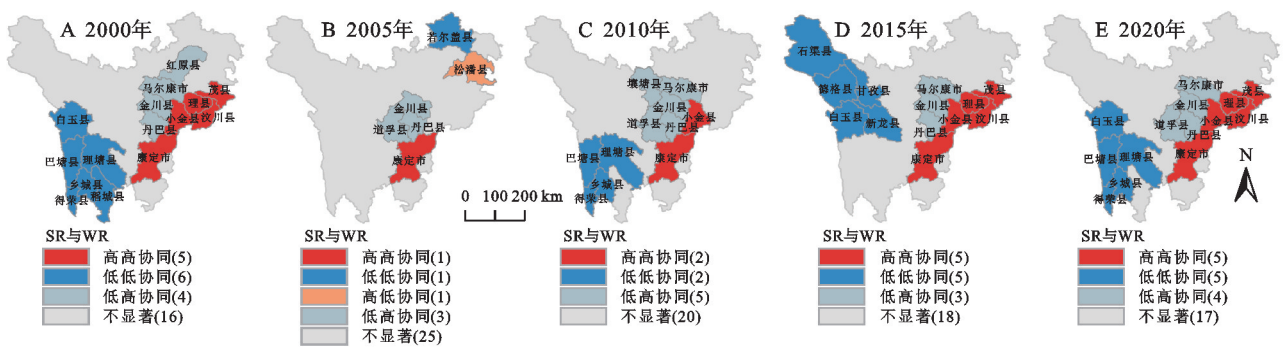 A 2000年
红原县
马尔康市
金川县
茂县
理县
小金县
汶川县
丹巴县
白玉县
康定市
巴塘县
理塘县
乡城县
得荣县
稻城县
SR与WR
高高协同(5)
低低协同(6)
低高协同(4)
不显著(16)
B 2005年
若尔盖县
松潘县
金川县
道孚县
丹巴县
康定市
SR与WR
高高协同(1)
低低协同(1)
高低协同(1)
低高协同(3)
不显著(25)
0 100 200 km
C 2010年
壤塘县
马尔康市
金川县
道孚县
小金县
丹巴县
康定市
巴塘县
理塘县
乡城县
得荣县
SR与WR
高高协同(2)
低低协同(2)
低高协同(5)
不显著(20)
D 2015年
石渠县
德格县
甘孜县
白玉县
新龙县
马尔康市
金川县
茂县
理县
小金县
汶川县
丹巴县
康定市
SR与WR
高高协同(5)
低低协同(5)
低高协同(3)
不显著(18)
E 2020年
马尔康市
金川县
茂县
理县
道孚县
小金县
汶川县
丹巴县
白玉县
康定市
巴塘县
理塘县
乡城县
得荣县
N
SR与WR
高高协同(5)
低低协同(5)
低高协同(4)
不显著(17)